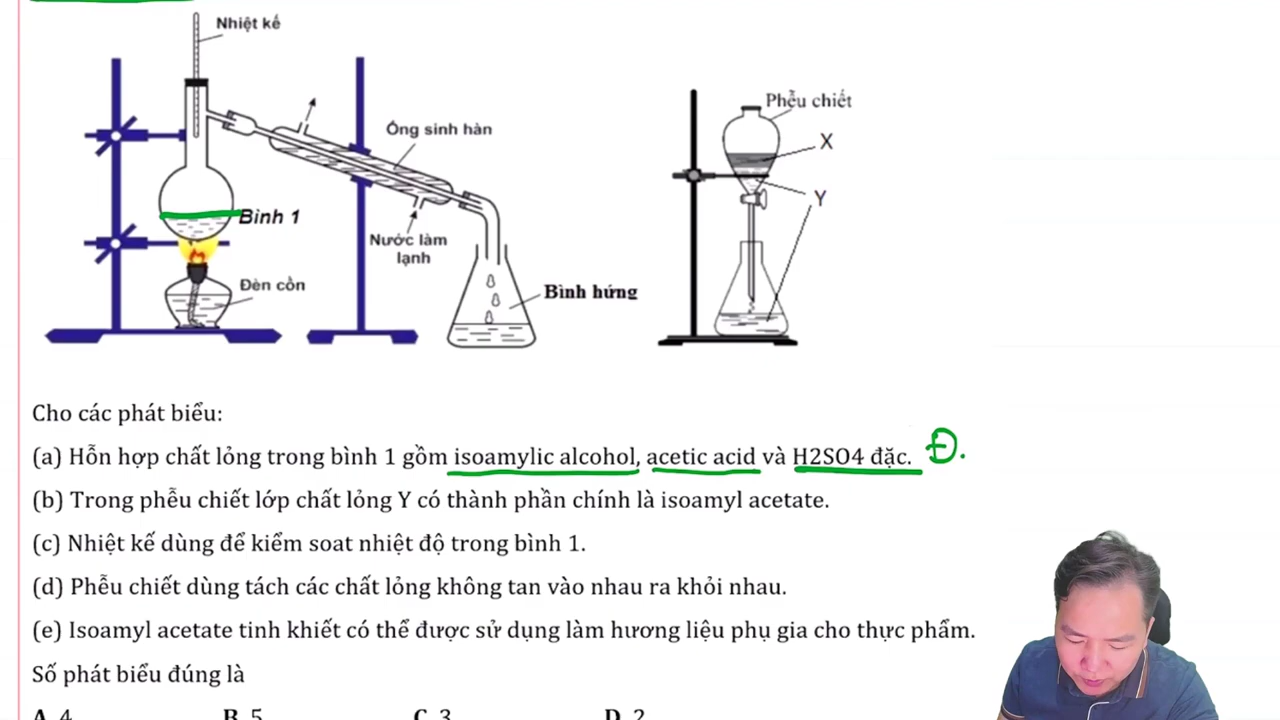 Nhiệt kế
Ống sinh hàn
Bình 1
Nước làm
lạnh
Đèn cồn
Bình hứng
Phễu chiết
X
Y
Cho các phát biểu:
(a) Hỗn hợp chất lỏng trong bình 1 gồm isoamylic alcohol, acetic acid và H2SO4 đặc. Đ.
(b) Trong phễu chiết lớp chất lỏng Y có thành phần chính là isoamyl acetate.
(c) Nhiệt kế dùng để kiểm soat nhiệt độ trong bình 1.
(d) Phễu chiết dùng tách các chất lỏng không tan vào nhau ra khỏi nhau.
(e) Isoamyl acetate tinh khiết có thể được sử dụng làm hương liệu phụ gia cho thực phẩm.
Số phát biểu đúng là
A. 4 B. 5 C. 3 D. 2